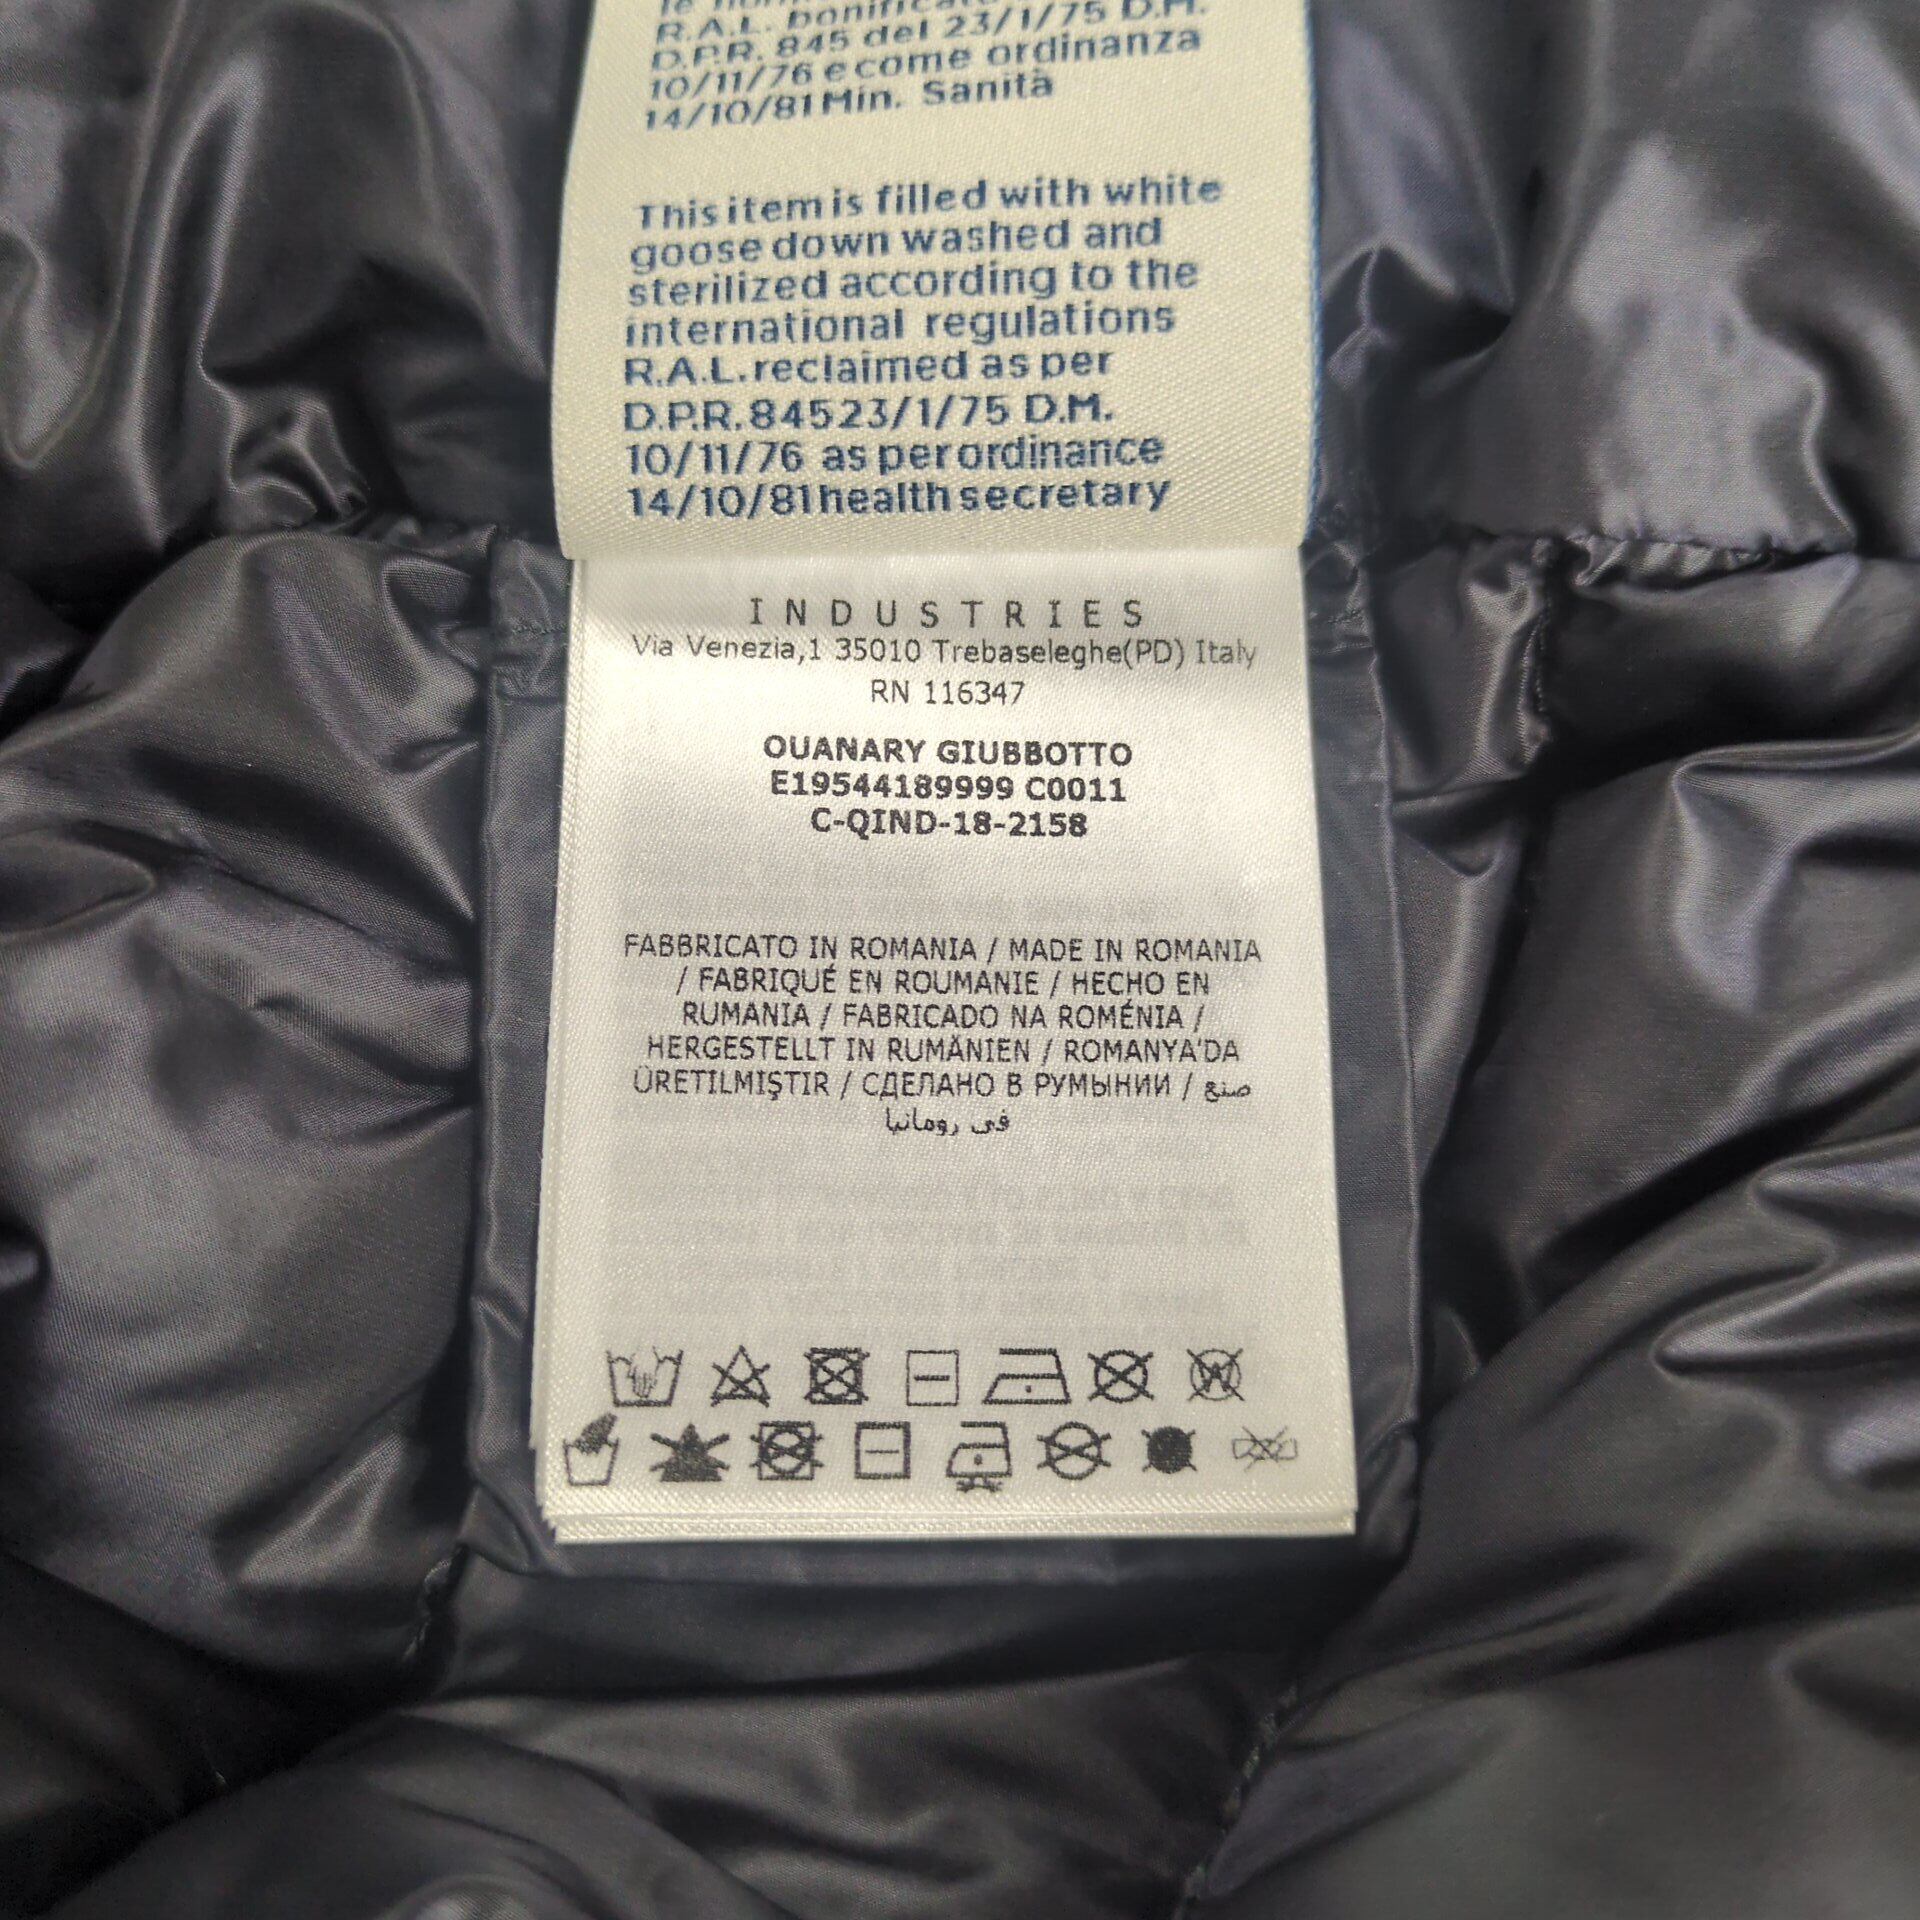 le norme
R.A.L. bonificato
D.P.R. 845 del 23/1/75 D.M.
10/11/76 e come ordinanza
14/10/81 Min. Sanità
This item is filled with white
goose down washed and
sterilized according to the
international regulations
R.A.L. reclaimed as per
D.P.R. 845 23/1/75 D.M.
10/11/76 as per ordinance
14/10/81 health secretary
INDUSTRIES
Via Venezia,1 35010 Trebaseleghe(PD) Italy
RN 116347
OUANARY GIUBBOTTO
E19544189999 C0011
C-QIND-18-2158
FABBRICATO IN ROMANIA / MADE IN ROMANIA
/ FABRIQUÉ EN ROUMANIE / HECHO EN
RUMANIA / FABRICADO NA ROMÉNIA /
HERGESTELLT IN RUMÄNIEN / ROMANYA'DA
ÜRETILMIŞTIR / СДЕЛАНО В РУМЫНИИ / صنع
في رومانيا